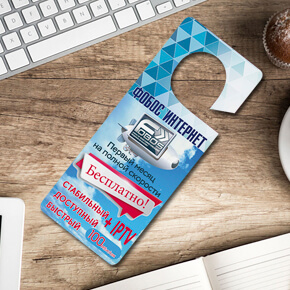 ФОБОС ИНТЕРНЕТ
Первый месяц
на полной скорости
Бесплатно!
СТАБИЛЬНЫЙ
ДОСТУПНЫЙ
БЫСТРЫЙ
+ IPTV
100